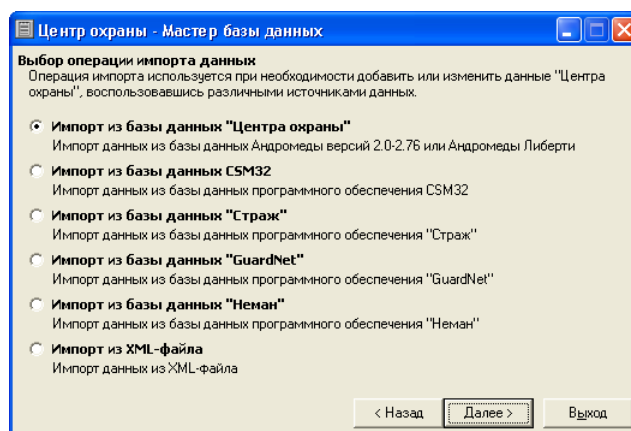 Центр охраны - Мастер базы данных
Выбор операции импорта данных
Операция импорта используется при необходимости добавить или изменить данные "Центра
охраны", воспользовавшись различными источниками данных.
Импорт из базы данных "Центра охраны"
Импорт данных из базы данных Андромеды версий 2.0-2.76 или Андромеды Либерти
Импорт из базы данных CSM32
Импорт данных из базы данных программного обеспечения CSM32
Импорт из базы данных "Страж"
Импорт данных из базы данных программного обеспечения "Страж"
Импорт из базы данных "GuardNet"
Импорт данных из базы данных программного обеспечения "GuardNet"
Импорт из базы данных "Неман"
Импорт данных из базы данных программного обеспечения "Неман"
Импорт из XML-файла
Импорт данных из XML-файла
< Назад Далее > Выход